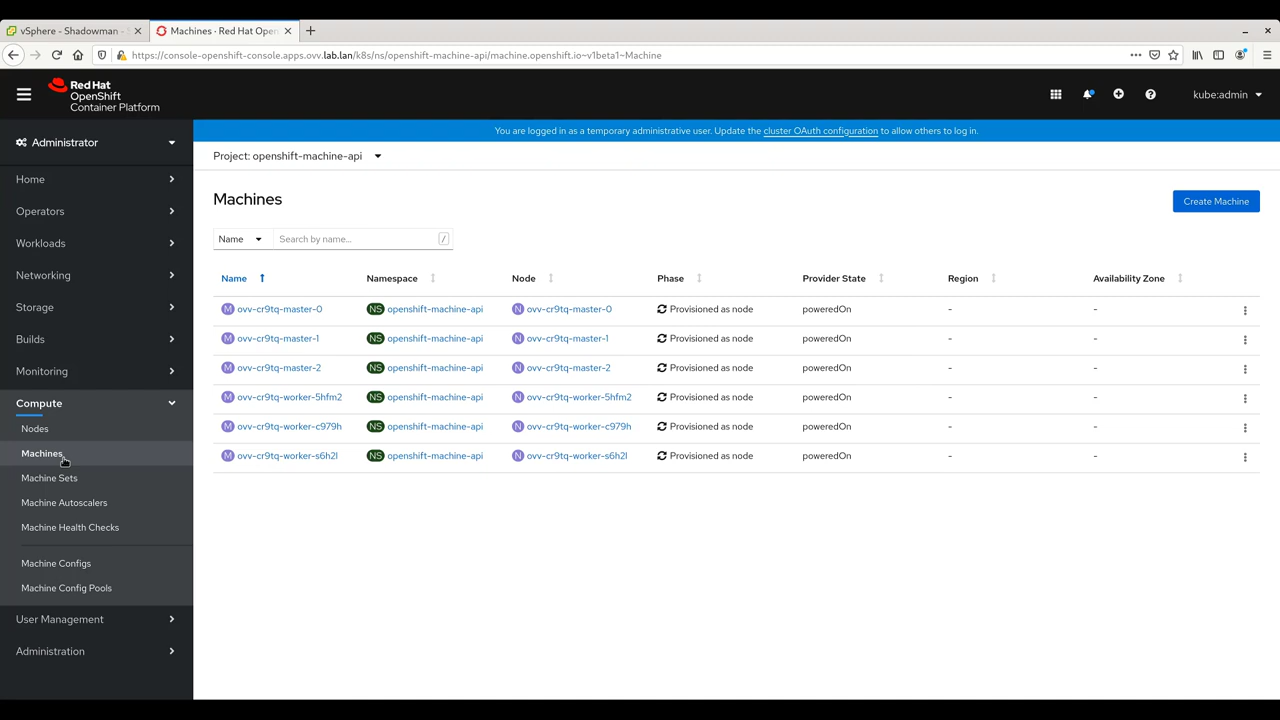 vSphere - Shadowman - × Machines · Red Hat Open × +
https://console-openshift-console.apps.ovv.lab.lan/k8s/ns/openshift-machine-api/machine.openshift.io~v1beta1~Machine
Red Hat
OpenShift
Container Platform
kube:admin
You are logged in as a temporary administrative user. Update the cluster OAuth configuration to allow others to log in.
Administrator
Home
Operators
Workloads
Networking
Storage
Builds
Monitoring
Compute
Nodes
Machines
Machine Sets
Machine Autoscalers
Machine Health Checks
Machine Configs
Machine Config Pools
User Management
Administration
Project: openshift-machine-api
Machines
Create Machine
Name Search by name... /
Name Namespace Node Phase Provider State Region Availability Zone
M ovv-cr9tq-master-0 NS openshift-machine-api N ovv-cr9tq-master-0 Provisioned as node poweredOn - -
M ovv-cr9tq-master-1 NS openshift-machine-api N ovv-cr9tq-master-1 Provisioned as node poweredOn - -
M ovv-cr9tq-master-2 NS openshift-machine-api N ovv-cr9tq-master-2 Provisioned as node poweredOn - -
M ovv-cr9tq-worker-5hfm2 NS openshift-machine-api N ovv-cr9tq-worker-5hfm2 Provisioned as node poweredOn - -
M ovv-cr9tq-worker-c979h NS openshift-machine-api N ovv-cr9tq-worker-c979h Provisioned as node poweredOn - -
M ovv-cr9tq-worker-s6h2l NS openshift-machine-api N ovv-cr9tq-worker-s6h2l Provisioned as node poweredOn - -